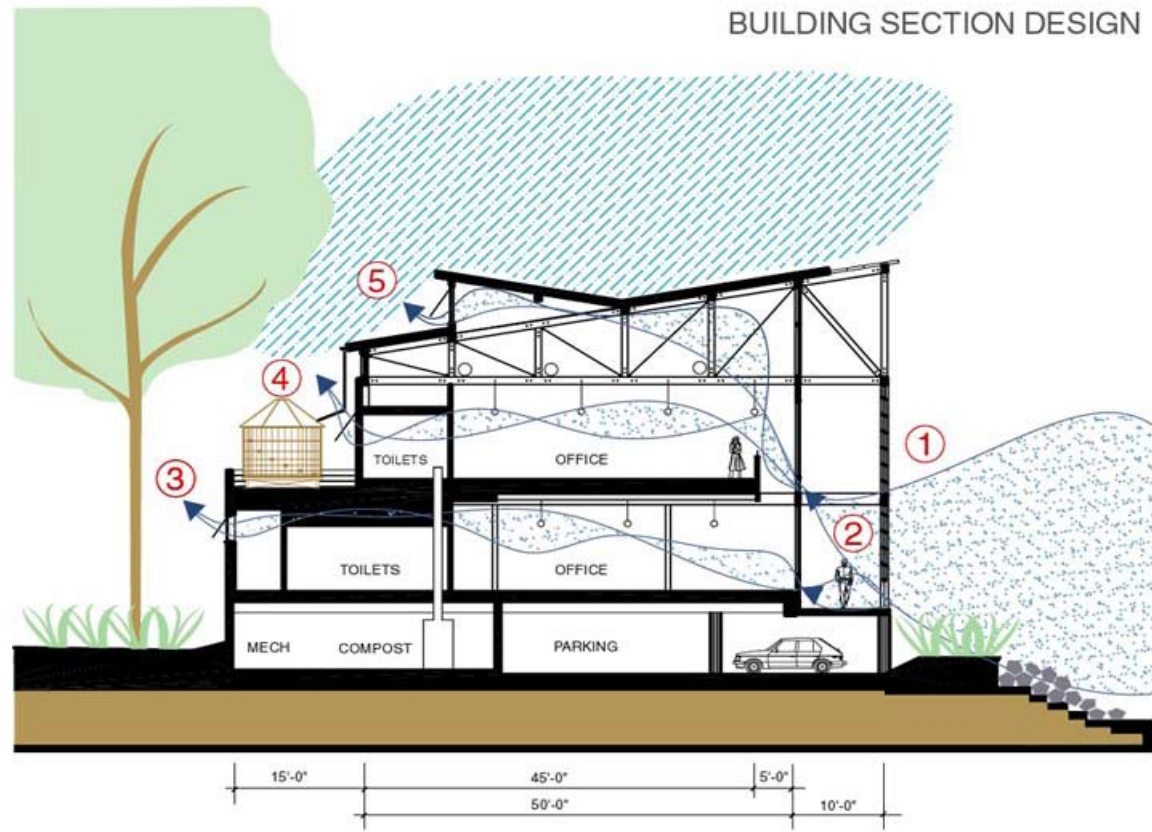 BUILDING SECTION DESIGN
5
4
1
TOILETS OFFICE
3
2
TOILETS OFFICE
MECH COMPOST PARKING
15'-0" 45'-0" 5'-0"
50'-0" 10'-0"